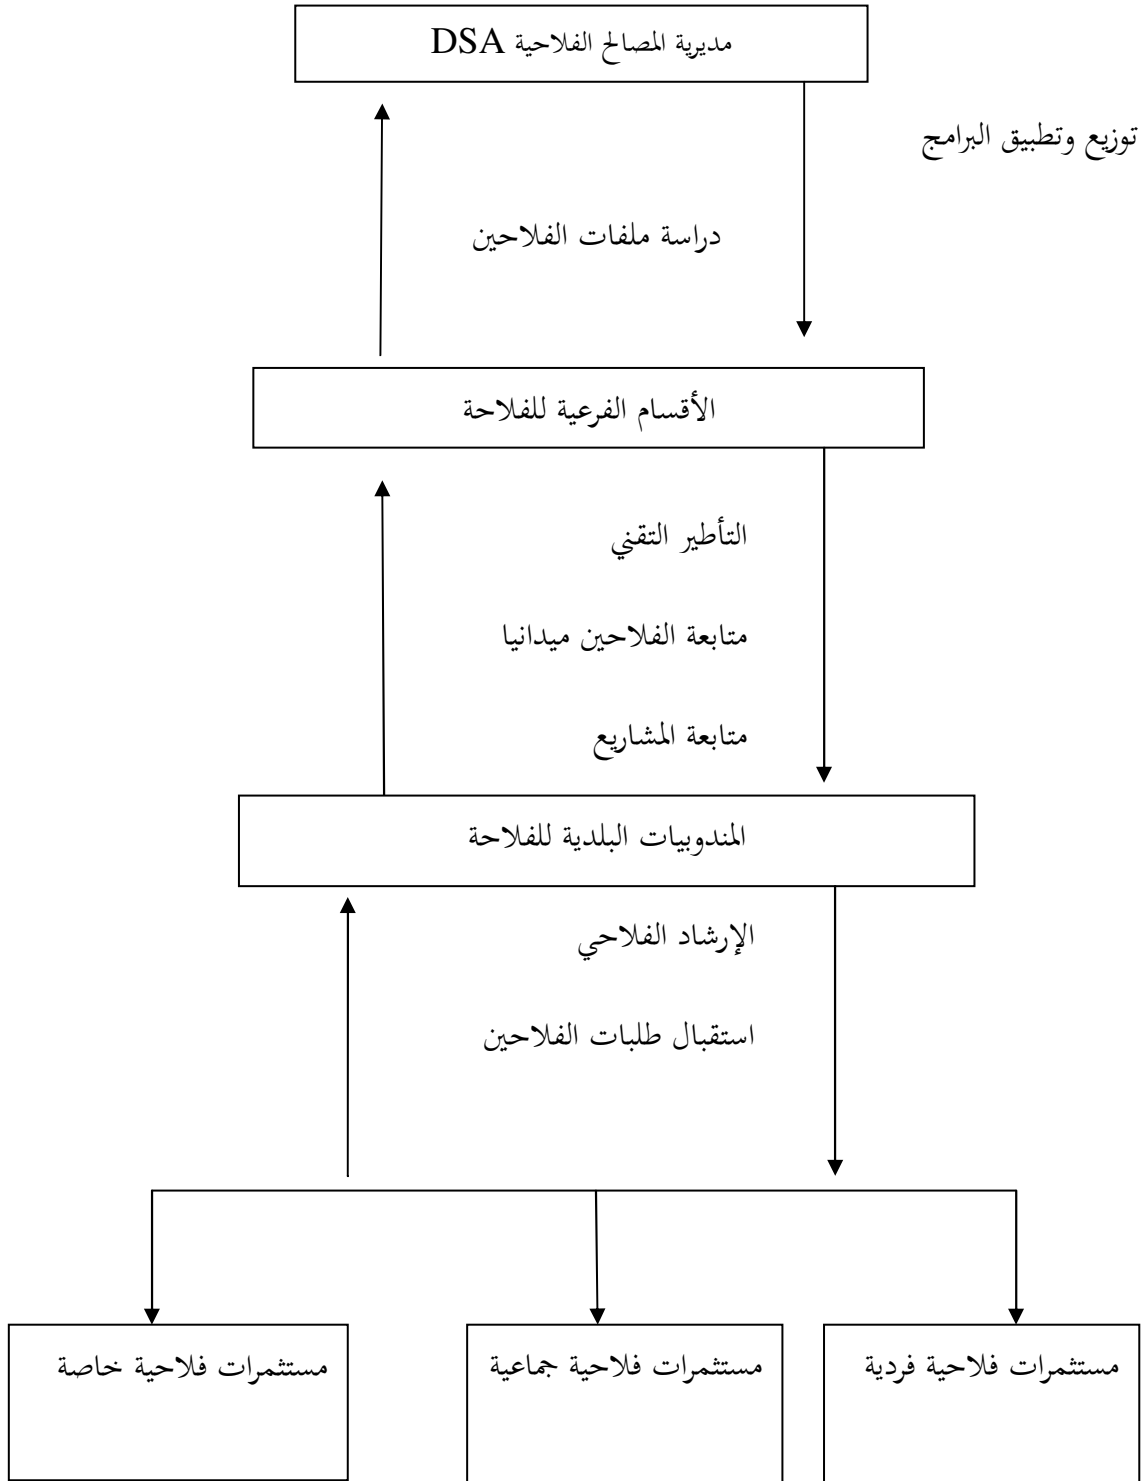 مديرية المصالح الفلاحية DSA
توزيع وتطبيق البرامج
دراسة ملفات الفلاحين
الأقسام الفرعية للفلاحة
التأطير التقني
متابعة الفلاحين ميدانيا
متابعة المشاريع
المندوبيات البلدية للفلاحة
الإرشاد الفلاحي
استقبال طلبات الفلاحين
مستثمرات فلاحية فردية
مستثمرات فلاحية جماعية
مستثمرات فلاحية خاصة